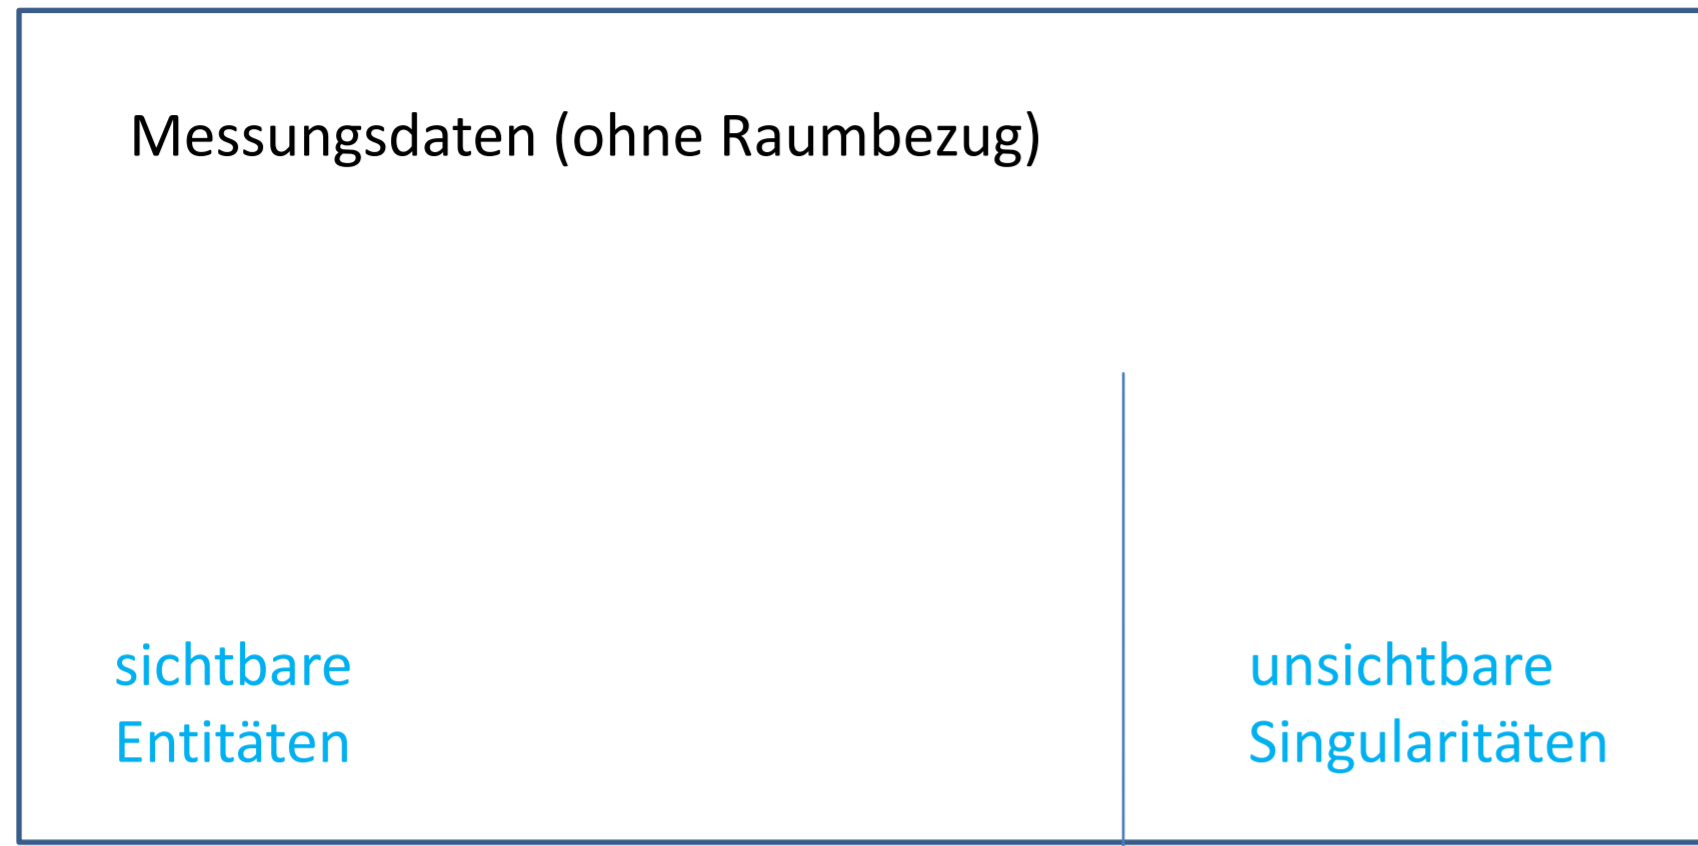 Messungsdaten (ohne Raumbezug)
sichtbare
Entitäten
unsichtbare
Singularitäten